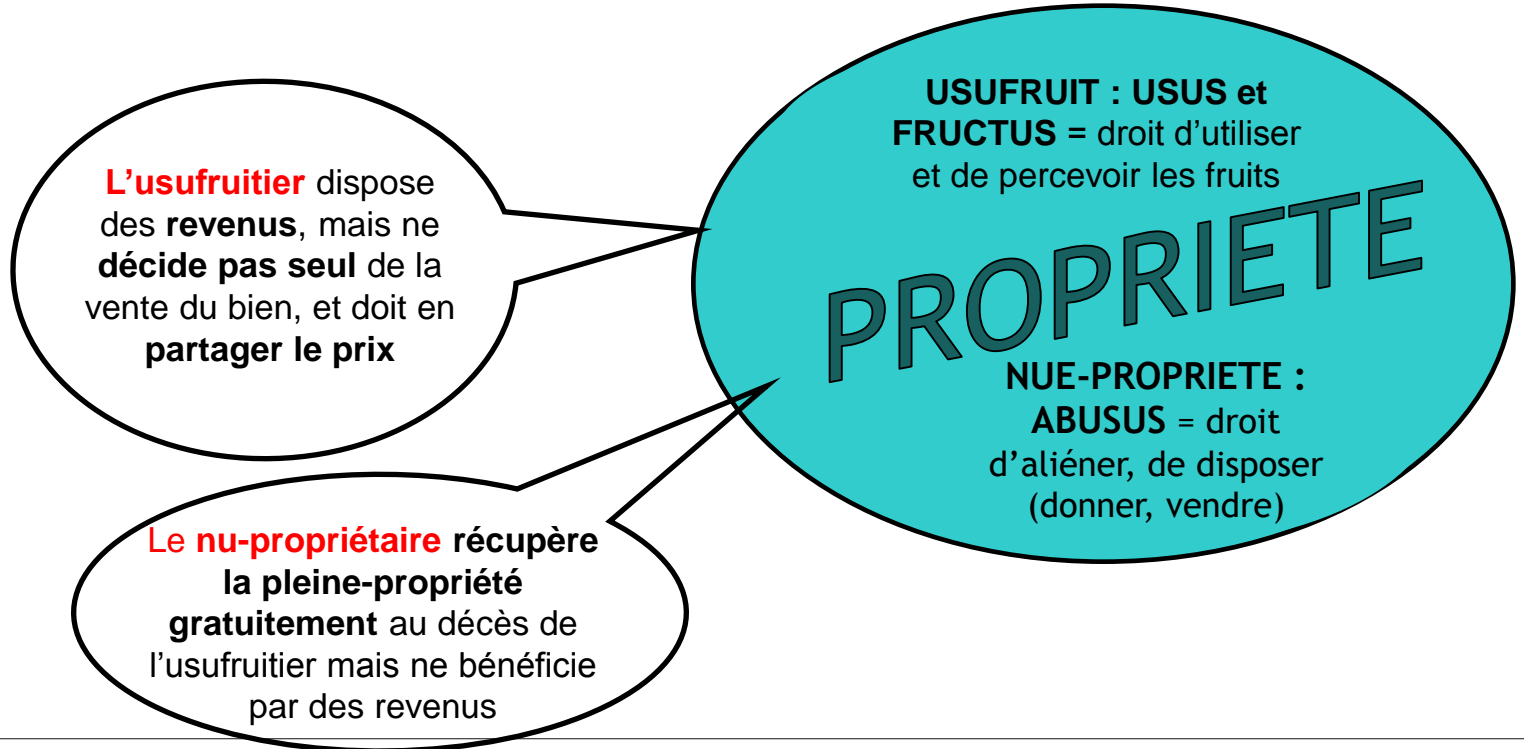 L'usufruitier dispose
des revenus, mais ne
décide pas seul de la
vente du bien, et doit en
partager le prix
USUFRUIT : USUS et
FRUCTUS = droit d’utiliser
et de percevoir les fruits
PROPRIETE
NUE-PROPRIETE :
ABUSUS = droit
d’aliéner, de disposer
(donner, vendre)
Le nu-propriétaire récupère
la pleine-propriété
gratuitement au décès de
l’usufruitier mais ne bénéficie
par des revenus